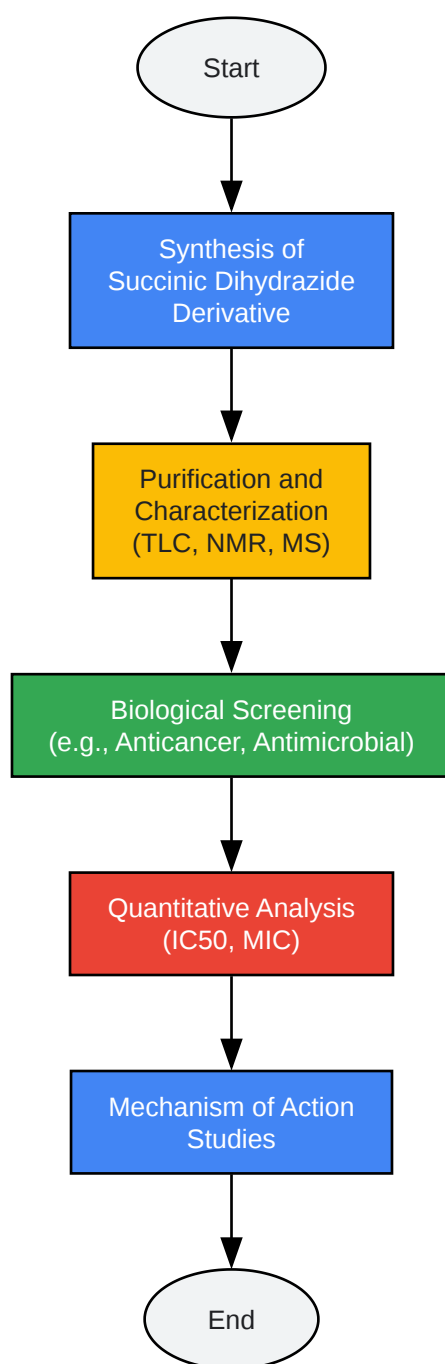 Start
Synthesis of
Succinic Dihydrazide
Derivative
Purification and
Characterization
(TLC, NMR, MS)
Biological Screening
(e.g., Anticancer, Antimicrobial)
Quantitative Analysis
(IC50, MIC)
Mechanism of Action
Studies
End